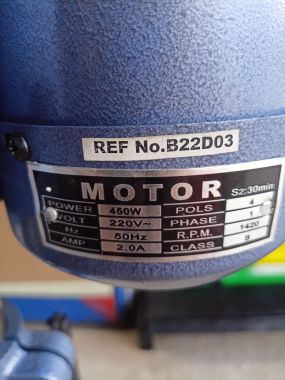 REF No.B22D03
MOTOR S2:30min
POWER 450W POLS 4
VOLT 220V~ PHASE 1
Hz 50Hz R.P.M. 1420
AMP 2.0A CLASS B